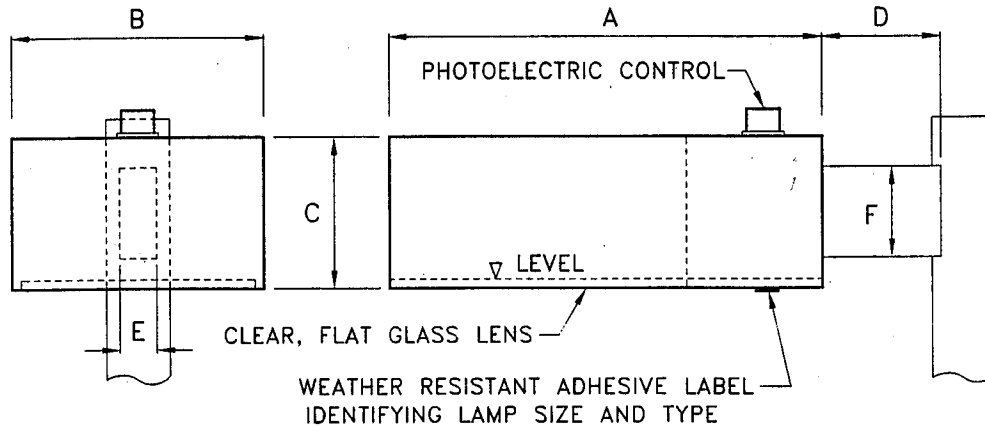 B
A
D
PHOTOELECTRIC CONTROL
C
F
LEVEL
E
CLEAR, FLAT GLASS LENS
WEATHER RESISTANT ADHESIVE LABEL
IDENTIFYING LAMP SIZE AND TYPE